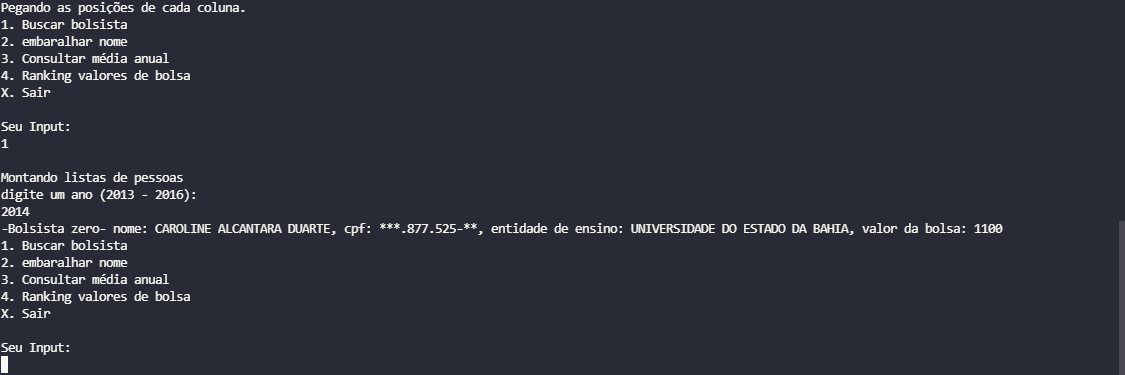 Pegando as posições de cada coluna.
1. Buscar bolsista
2. embaralhar nome
3. Consultar média anual
4. Ranking valores de bolsa
X. Sair
Seu Input:
1
Montando listas de pessoas
digite um ano (2013 - 2016):
2014
-Bolsista zero- nome: CAROLINE ALCANTARA DUARTE, cpf: ***.877.525-**, entidade de ensino: UNIVERSIDADE DO ESTADO DA BAHIA, valor da bolsa: 1100
1. Buscar bolsista
2. embaralhar nome
3. Consultar média anual
4. Ranking valores de bolsa
X. Sair
Seu Input: